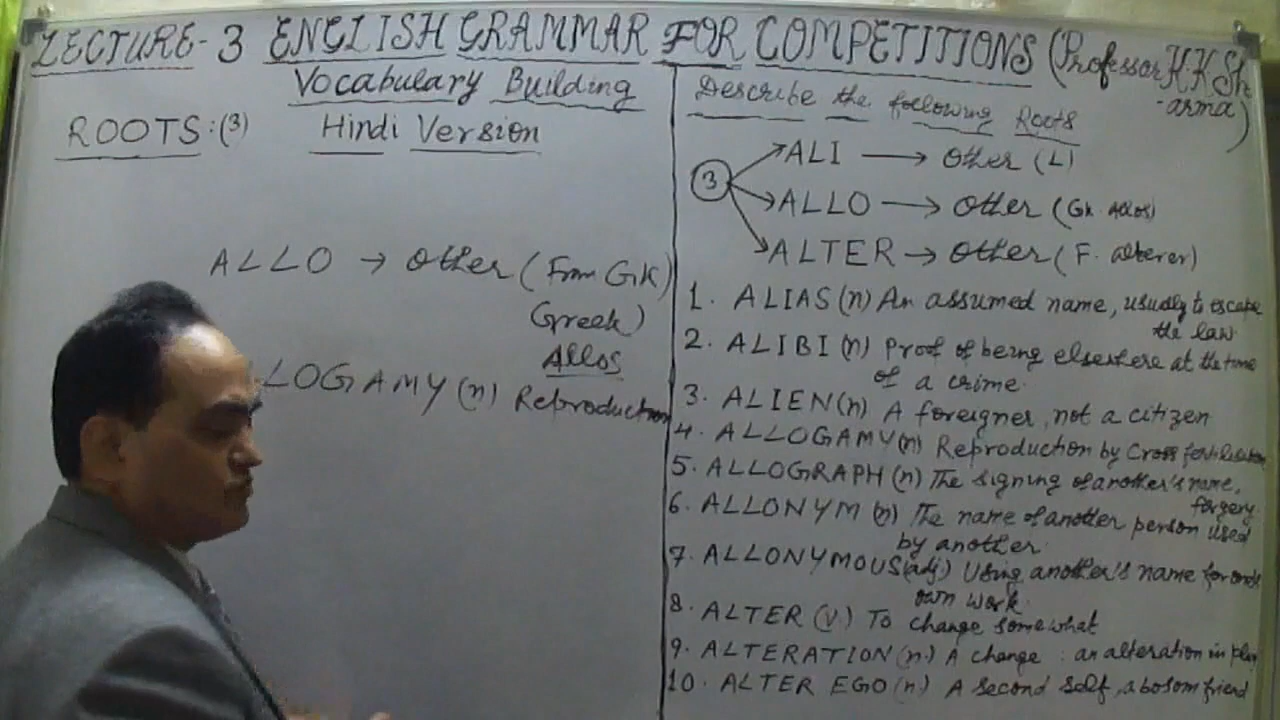 LECTURE-3 ENGLISH GRAMMAR FOR COMPETITIONS (Professor K K Sh
-arma)
Vocabulary Building
ROOTS:(3) Hindi Version
ALLO → Other (From GK)
Greek)
Allos
LOGAMY (n) Reproduction
Describe the following Roots
3
ALI → Other (L)
ALLO → Other (Gk. Allos)
ALTER → Other (F. alterer)
1. ALIAS (n) An assumed name, usually to escape
the law
2. ALIBI (n) Proof of being elsewhere at the time
of a crime.
3. ALIEN (n) A foreigner, not a citizen
4. ALLOGAMY (n) Reproduction by Cross fertilisation
5. ALLOGRAPH (n) The signing of another's name,
forgery
6. ALLONYM (n) The name of another person used
by another.
7. ALLONYMOUS (adj) Using another's name for one's
own work.
8. ALTER (v.) To change somewhat
9. ALTERATION (n.) A change : an alteration in plan
10. ALTER EGO (n) A second self, a bosom friend